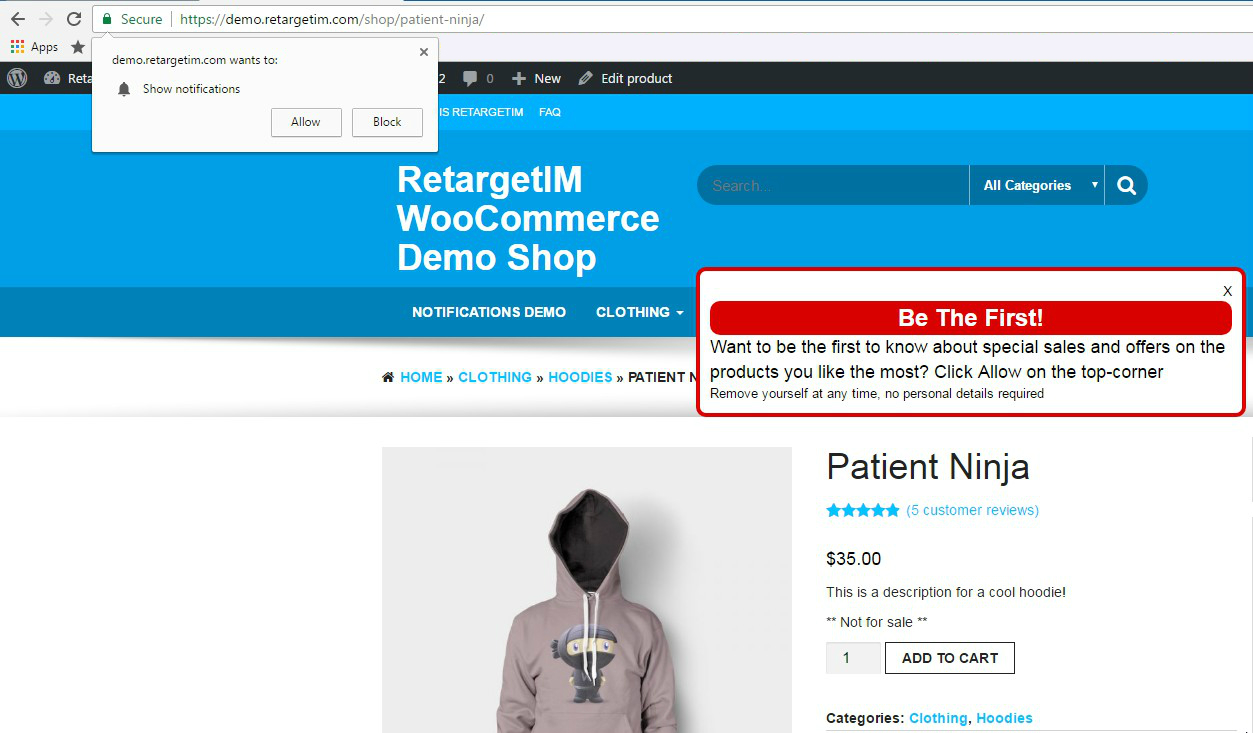 Secure https://demo.retargetim.com/shop/patient-ninja/
Apps
demo.retargetim.com wants to:
Show notifications
Allow Block
Reta 2 0 New Edit product
IS RETARGETIM FAQ
RetargetIM
WooCommerce
Demo Shop
Search... All Categories
NOTIFICATIONS DEMO CLOTHING
X
Be The First!
Want to be the first to know about special sales and offers on the
products you like the most? Click Allow on the top-corner
Remove yourself at any time, no personal details required
HOME » CLOTHING » HOODIES » PATIENT N
Patient Ninja
(5 customer reviews)
$35.00
This is a description for a cool hoodie!
** Not for sale **
1 ADD TO CART
Categories: Clothing, Hoodies